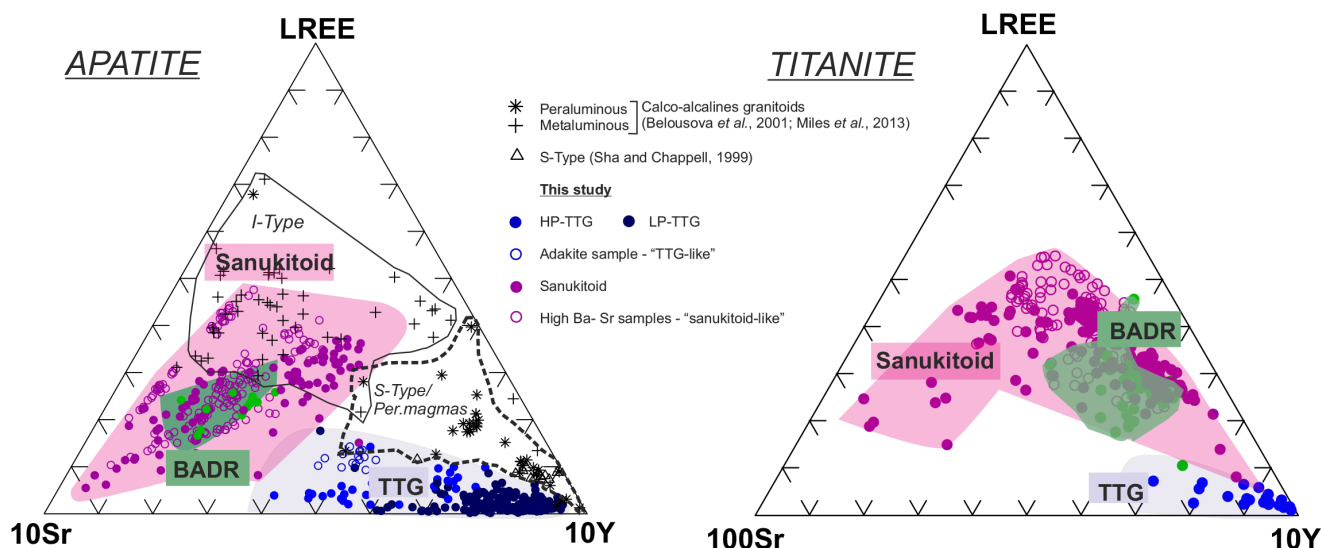 LREE
APATITE
I-Type
Sanukitoid
S-Type/
Per.magmas
BADR
TTG
10Sr
10Y
Peraluminous
Metaluminous
Calco-alcalines granitoids
(Belousova et al., 2001; Miles et al., 2013)
S-Type (Sha and Chappell, 1999)
This study
HP-TTG LP-TTG
Adakite sample - “TTG-like”
Sanukitoid
High Ba- Sr samples - “sanukitoid-like”
LREE
TITANITE
BADR
Sanukitoid
TTG
100Sr
10Y